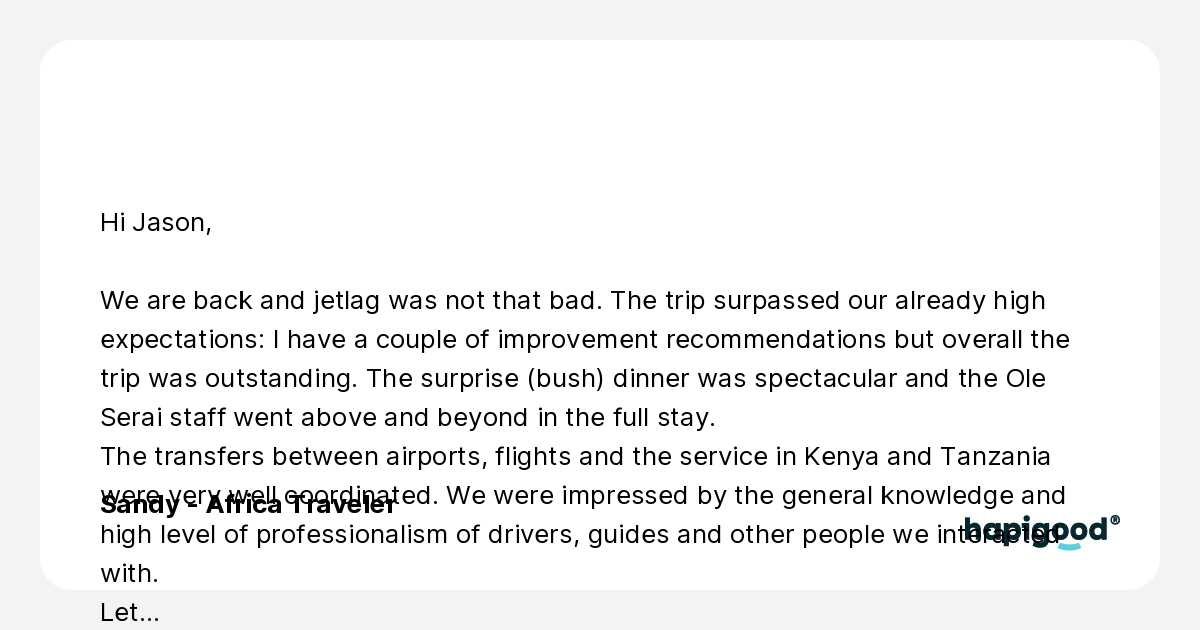 Hi Jason,
We are back and jetlag was not that bad. The trip surpassed our already high
expectations: I have a couple of improvement recommendations but overall the
trip was outstanding. The surprise (bush) dinner was spectacular and the Ole
Serai staff went above and beyond in the full stay.
The transfers between airports, flights and the service in Kenya and Tanzania
were very well coordinated. We were impressed by the general knowledge and
Sandy - Africa Traveler
high level of professionalism of drivers, guides and other people we interacted
hapigood®
with.
Let...